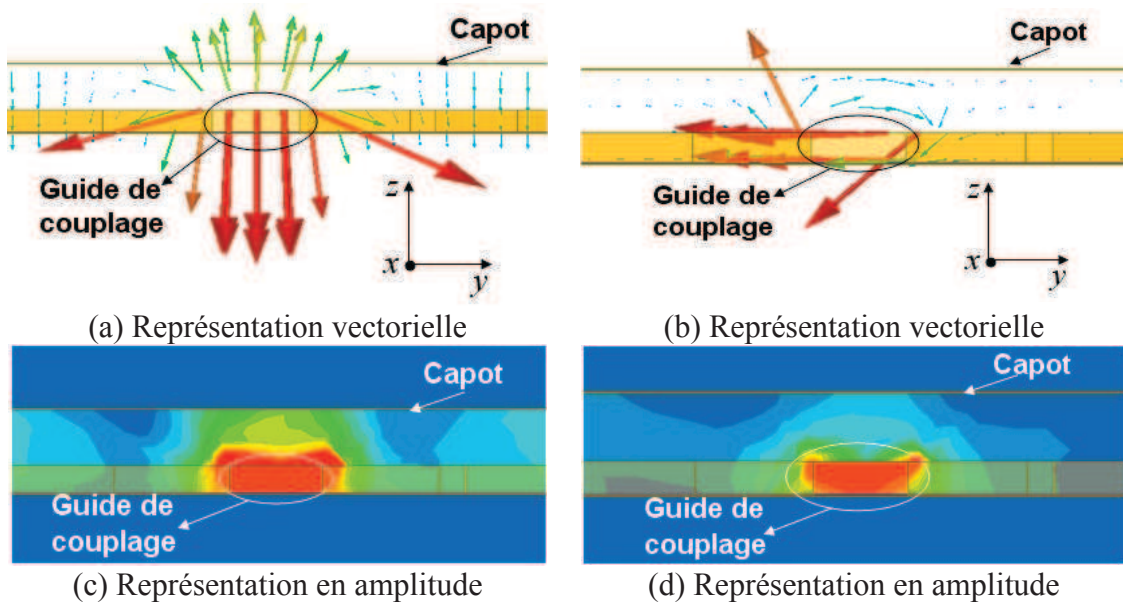 Capot
Guide de
couplage
z
x
y
(a) Représentation vectorielle
Capot
Guide de
couplage
z
x
y
(b) Représentation vectorielle
Capot
Guide de
couplage
(c) Représentation en amplitude
Capot
Guide de
couplage
(d) Représentation en amplitude